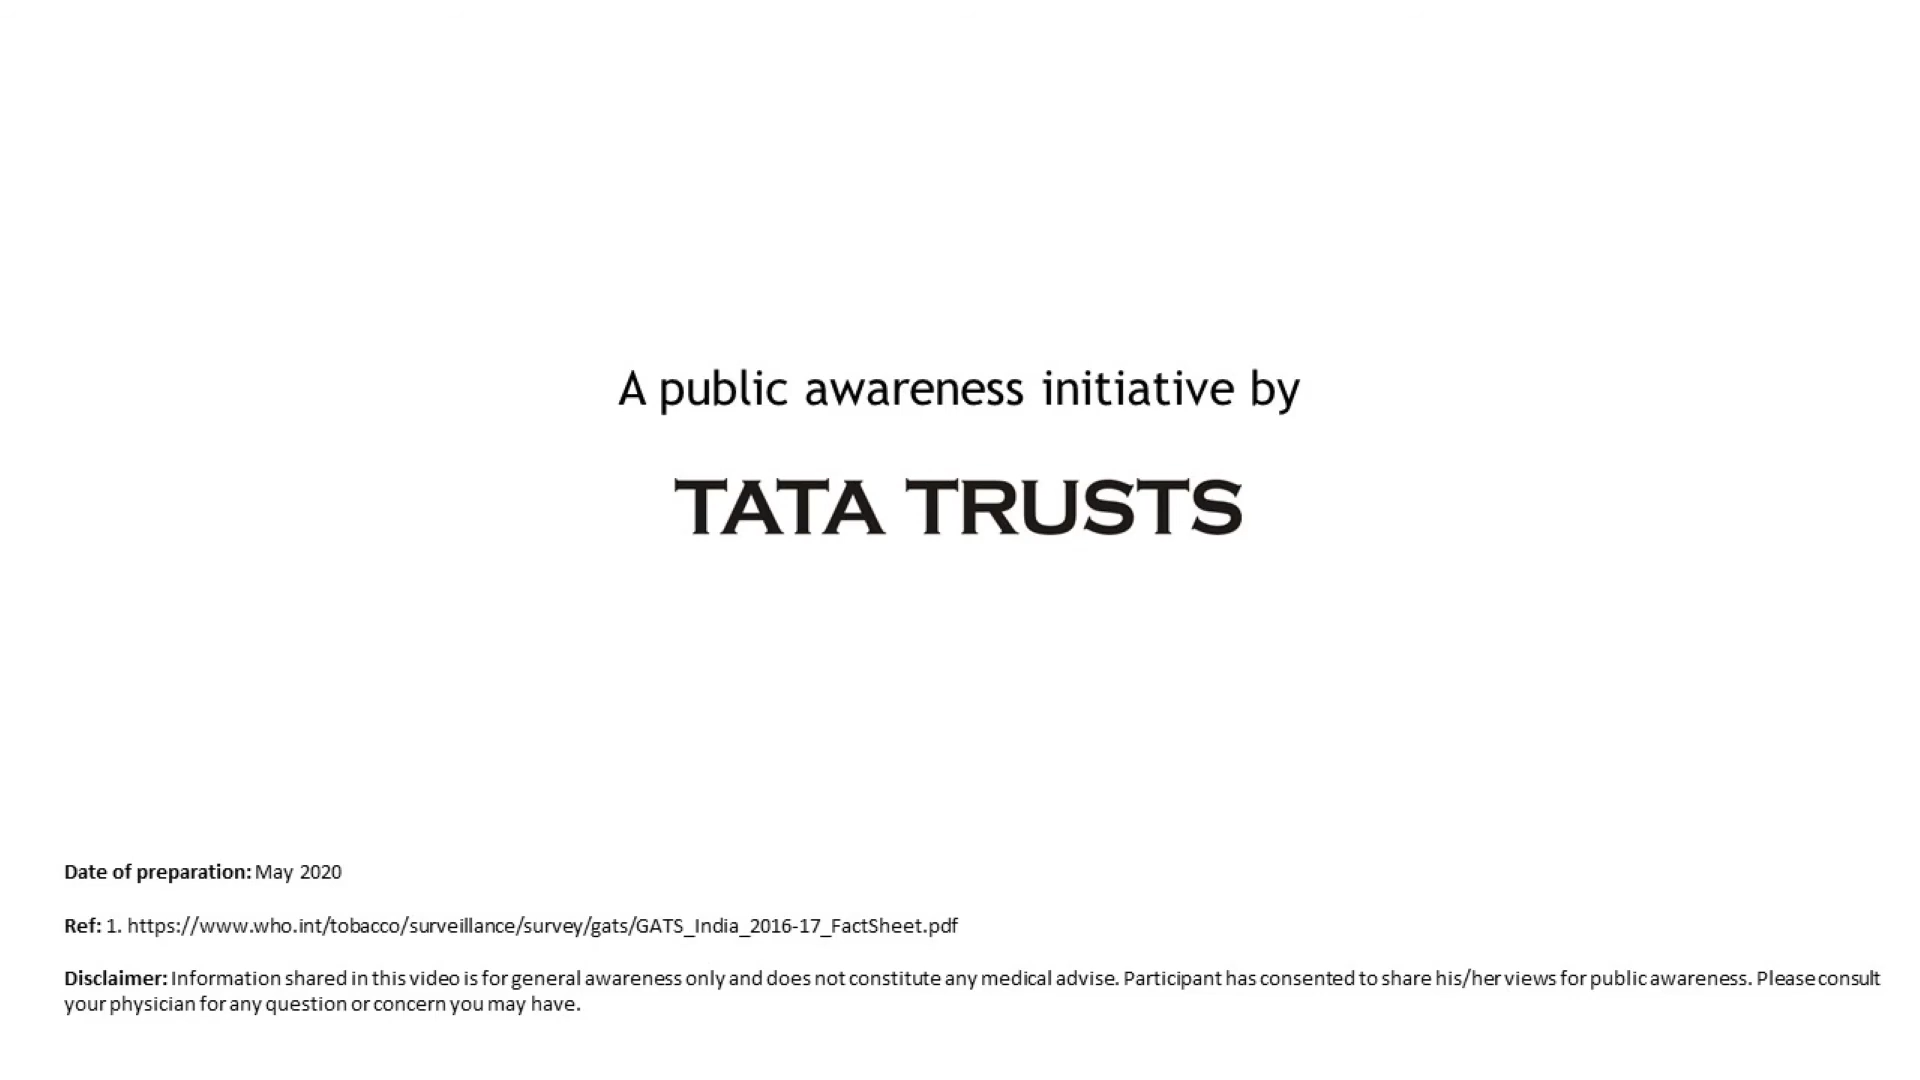 A public awareness initiative by
TATA TRUSTS
Date of preparation: May 2020
Ref: 1. https://www.who.int/tobacco/surveillance/survey/gats/GATS_India_2016-17_FactSheet.pdf
Disclaimer: Information shared in this video is for general awareness only and does not constitute any medical advise. Participant has consented to share his/her views for public awareness. Please consult
your physician for any question or concern you may have.